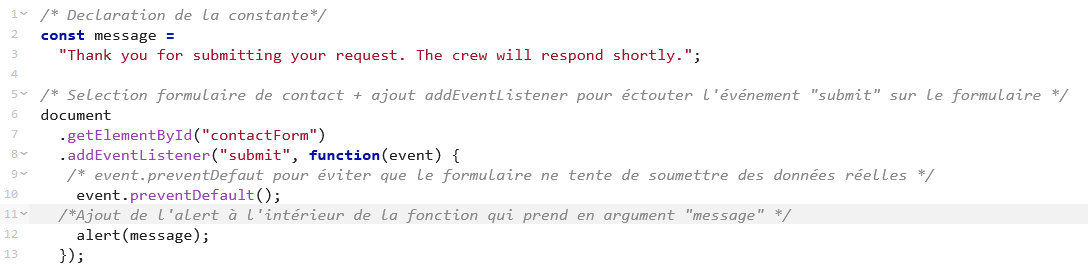 1 /* Declaration de la constante*/
2 const message =
3 "Thank you for submitting your request. The crew will respond shortly.";
4
5 /* Selection formulaire de contact + ajout addEventListener pour éctouter l'événement "submit" sur le formulaire */
6 document
7 .getElementById("contactForm")
8 .addEventListener("submit", function(event) {
9 /* event.preventDefaut pour éviter que le formulaire ne tente de soumettre des données réelles */
10 event.preventDefault();
11 /*Ajout de l'alert à l'intérieur de la fonction qui prend en argument "message" */
12 alert(message);
13 });